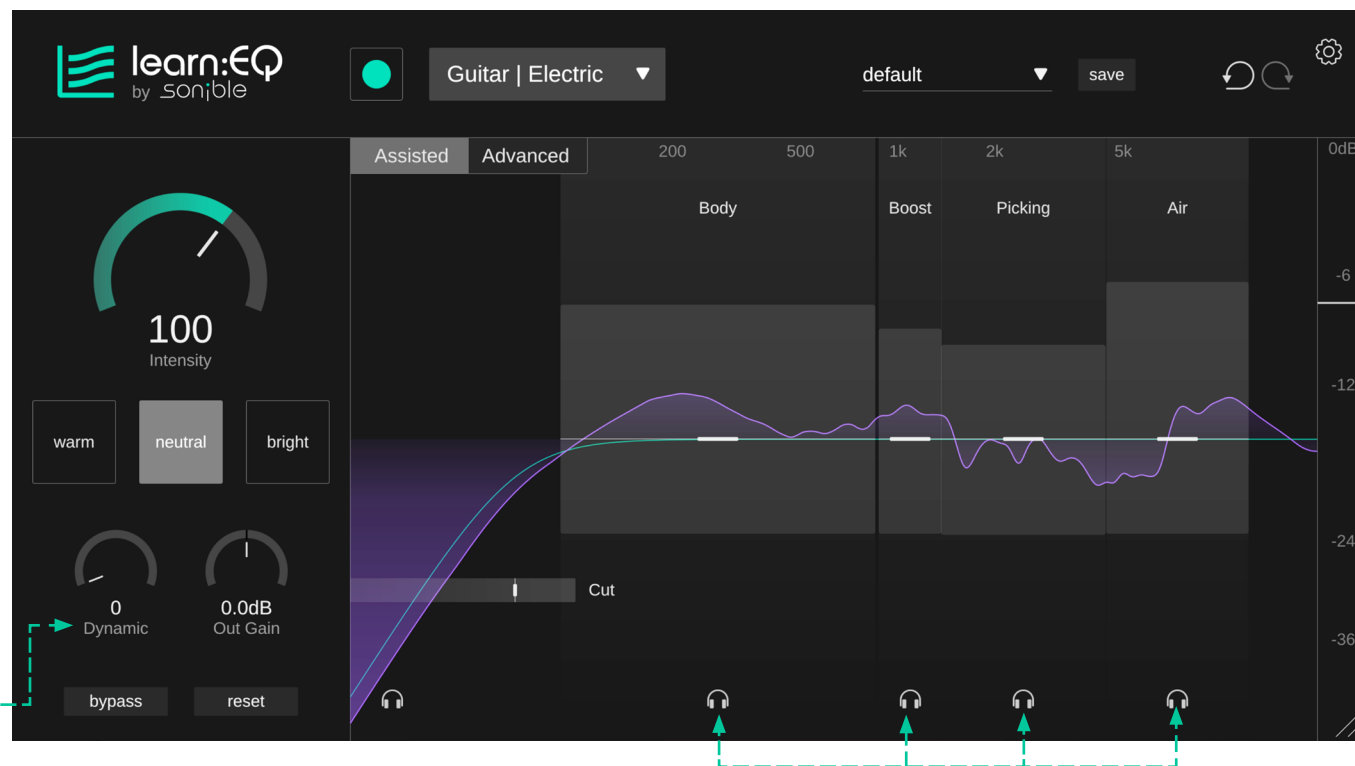 learn:EQ
by sonible
Guitar | Electric
default
save
Assisted
Advanced
200
500
1k
2k
5k
0dB
Body
Boost
Picking
Air
-6
100
Intensity
-12
warm
neutral
bright
-24
Cut
0
0.0dB
Dynamic
Out Gain
-36
bypass
reset